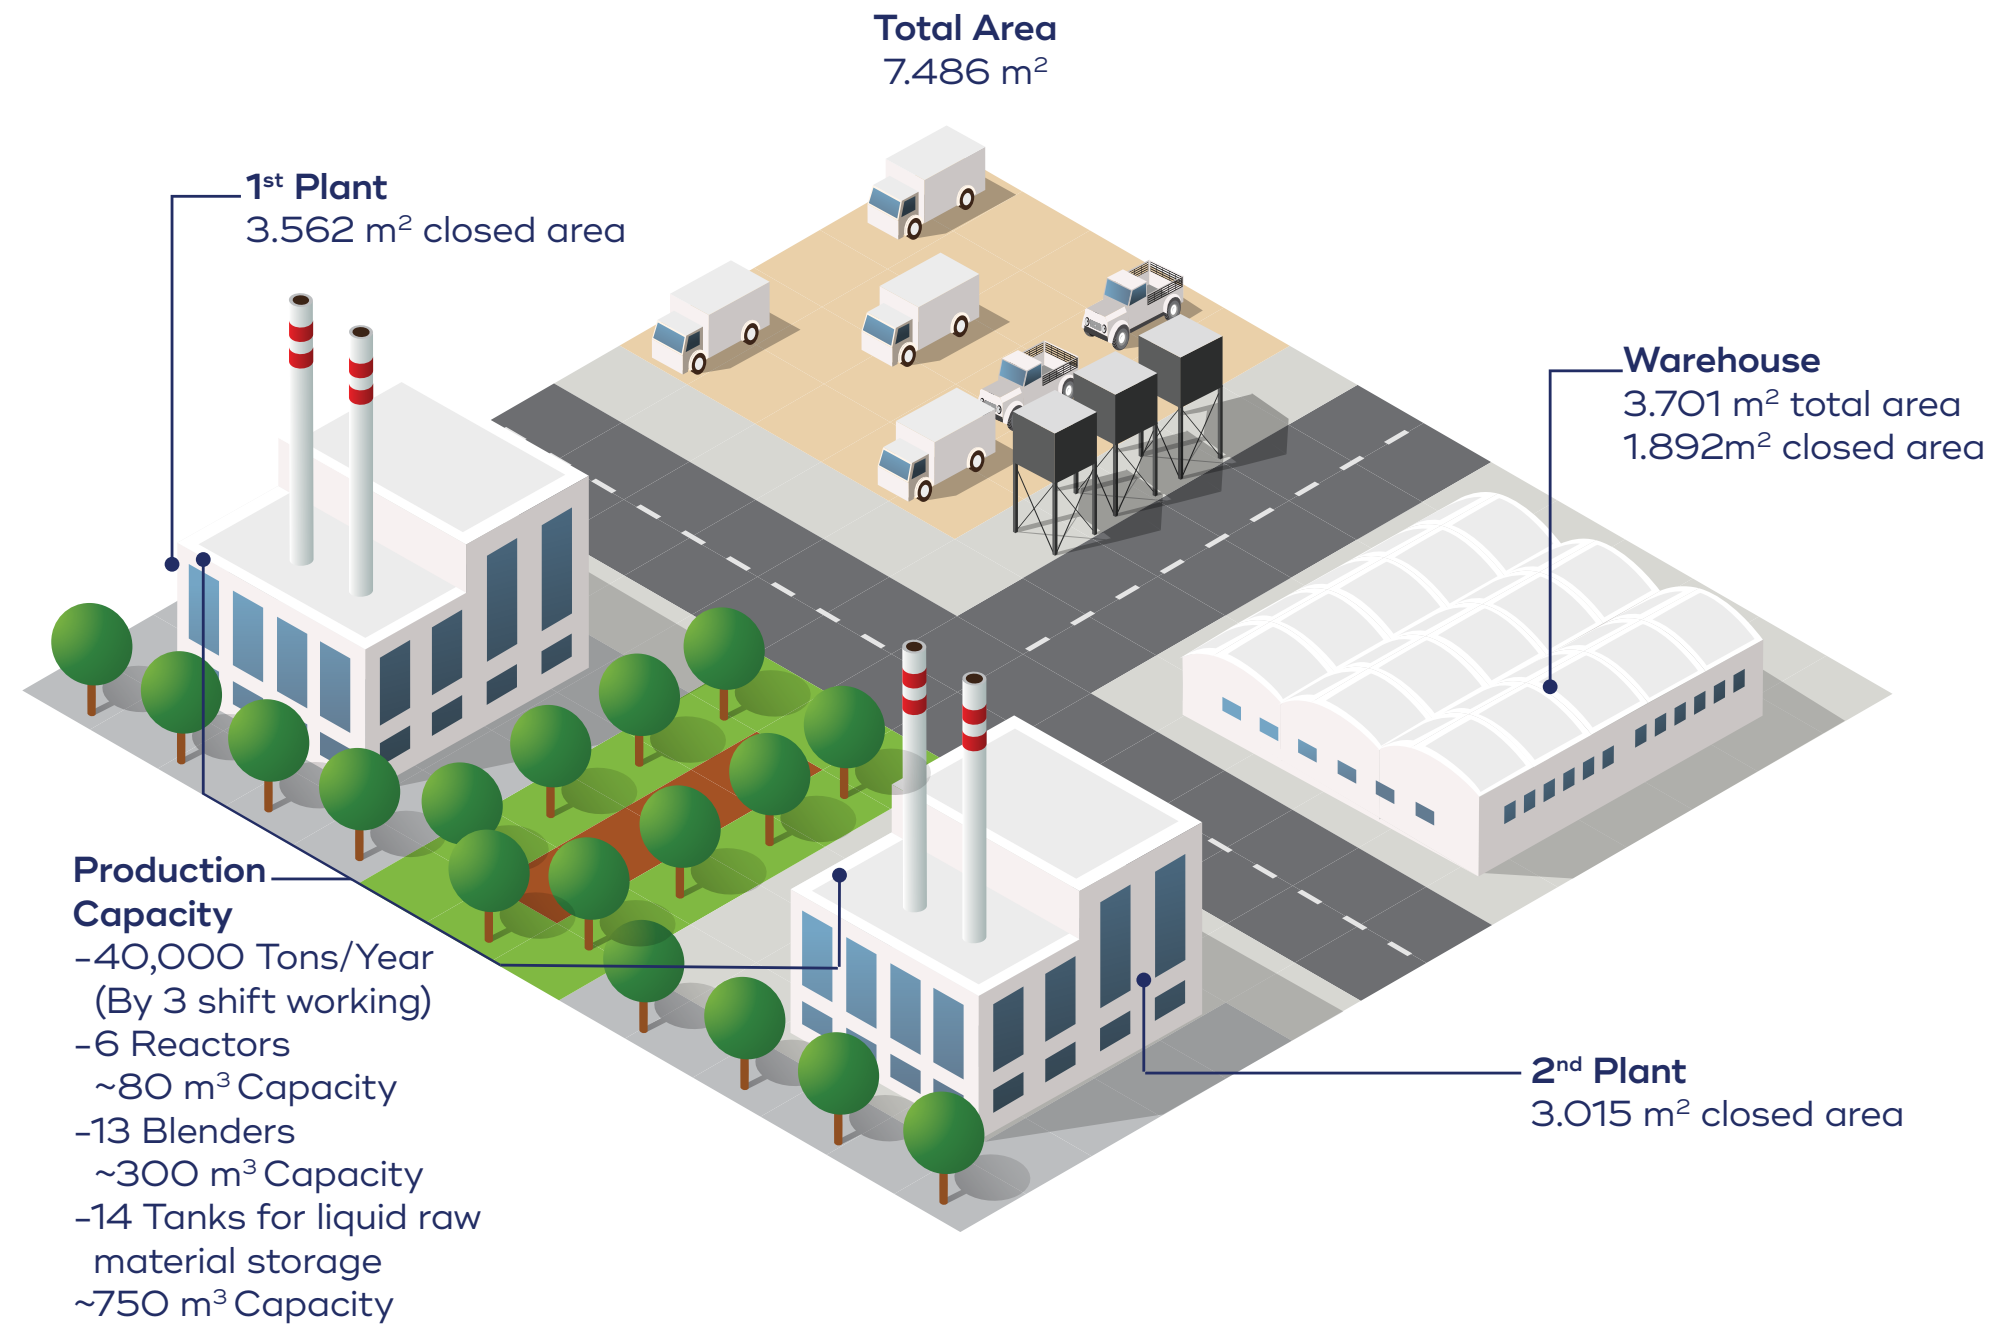 Total Area
7.486 m²
1st Plant
3.562 m² closed area
Warehouse
3.701 m² total area
1.892m² closed area
Production
Capacity
-40,000 Tons/Year
(By 3 shift working)
-6 Reactors
~80 m³ Capacity
-13 Blenders
~300 m³ Capacity
-14 Tanks for liquid raw
material storage
~750 m³ Capacity
2nd Plant
3.015 m² closed area